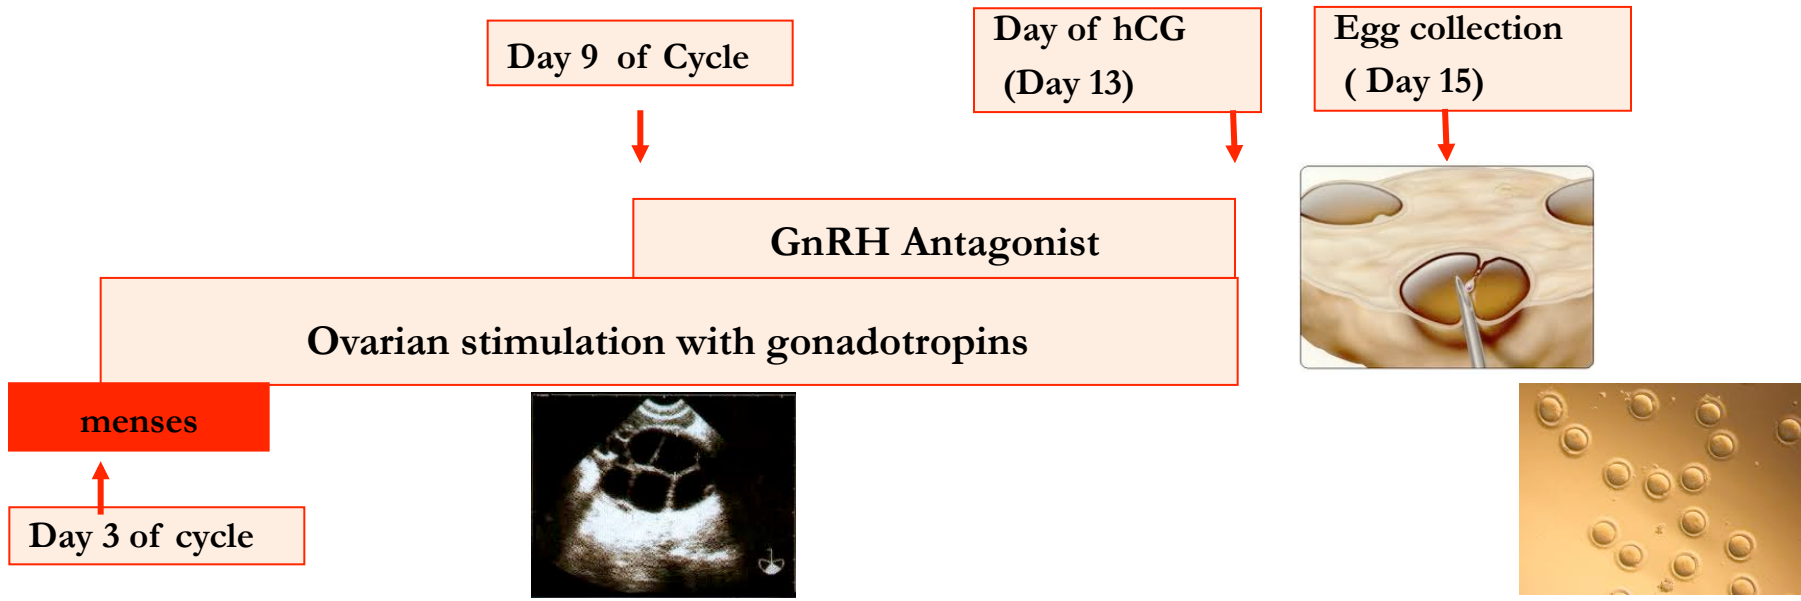 Day 9 of Cycle
Day of hCG
(Day 13)
Egg collection
( Day 15)
GnRH Antagonist
Ovarian stimulation with gonadotropins
menses
Day 3 of cycle